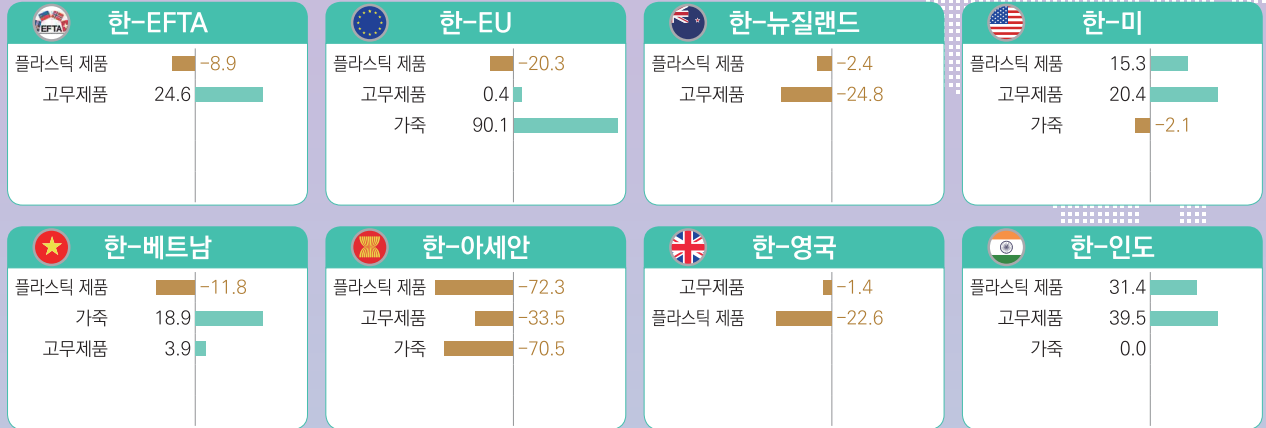 EFTA 한-EFTA
플라스틱 제품 -8.9
고무제품 24.6
한-EU
플라스틱 제품 -20.3
고무제품 0.4
가죽 90.1
한-뉴질랜드
플라스틱 제품 -2.4
고무제품 -24.8
한-미
플라스틱 제품 15.3
고무제품 20.4
가죽 -2.1
한-베트남
플라스틱 제품 -11.8
가죽 18.9
고무제품 3.9
한-아세안
플라스틱 제품 -72.3
고무제품 -33.5
가죽 -70.5
한-영국
고무제품 -1.4
플라스틱 제품 -22.6
한-인도
플라스틱 제품 31.4
고무제품 39.5
가죽 0.0